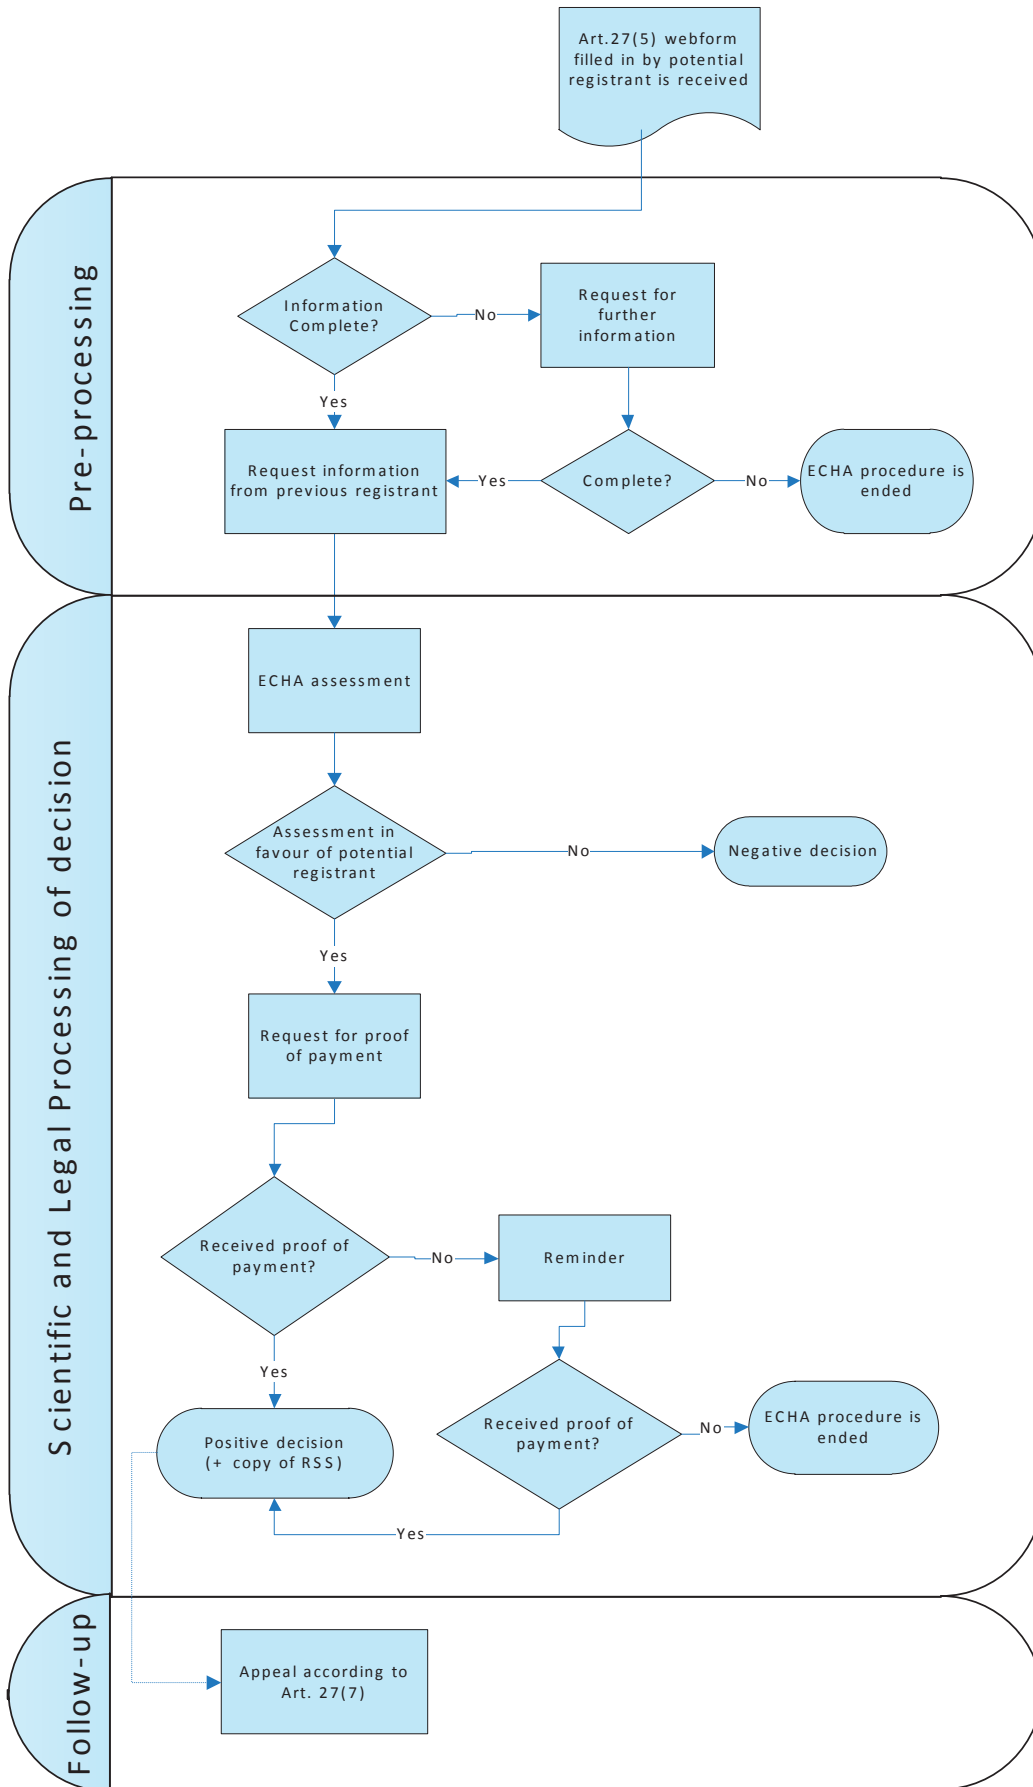 Art.27(5) webform
filled in by potential
registrant is received
Pre-processing
Information
Complete?
No
Request for
further
information
Yes
Request information
from previous registrant
Yes
Complete?
No
ECHA procedure is
ended
Scientific and Legal Processing of decision
ECHA assessment
Assessment in
favour of potential
registrant
No
Negative decision
Yes
Request for proof
of payment
Received proof of
payment?
No
Reminder
Yes
Received proof of
payment?
No
ECHA procedure is
ended
Positive decision
(+ copy of RSS)
Yes
Follow-up
Appeal according to
Art. 27(7)